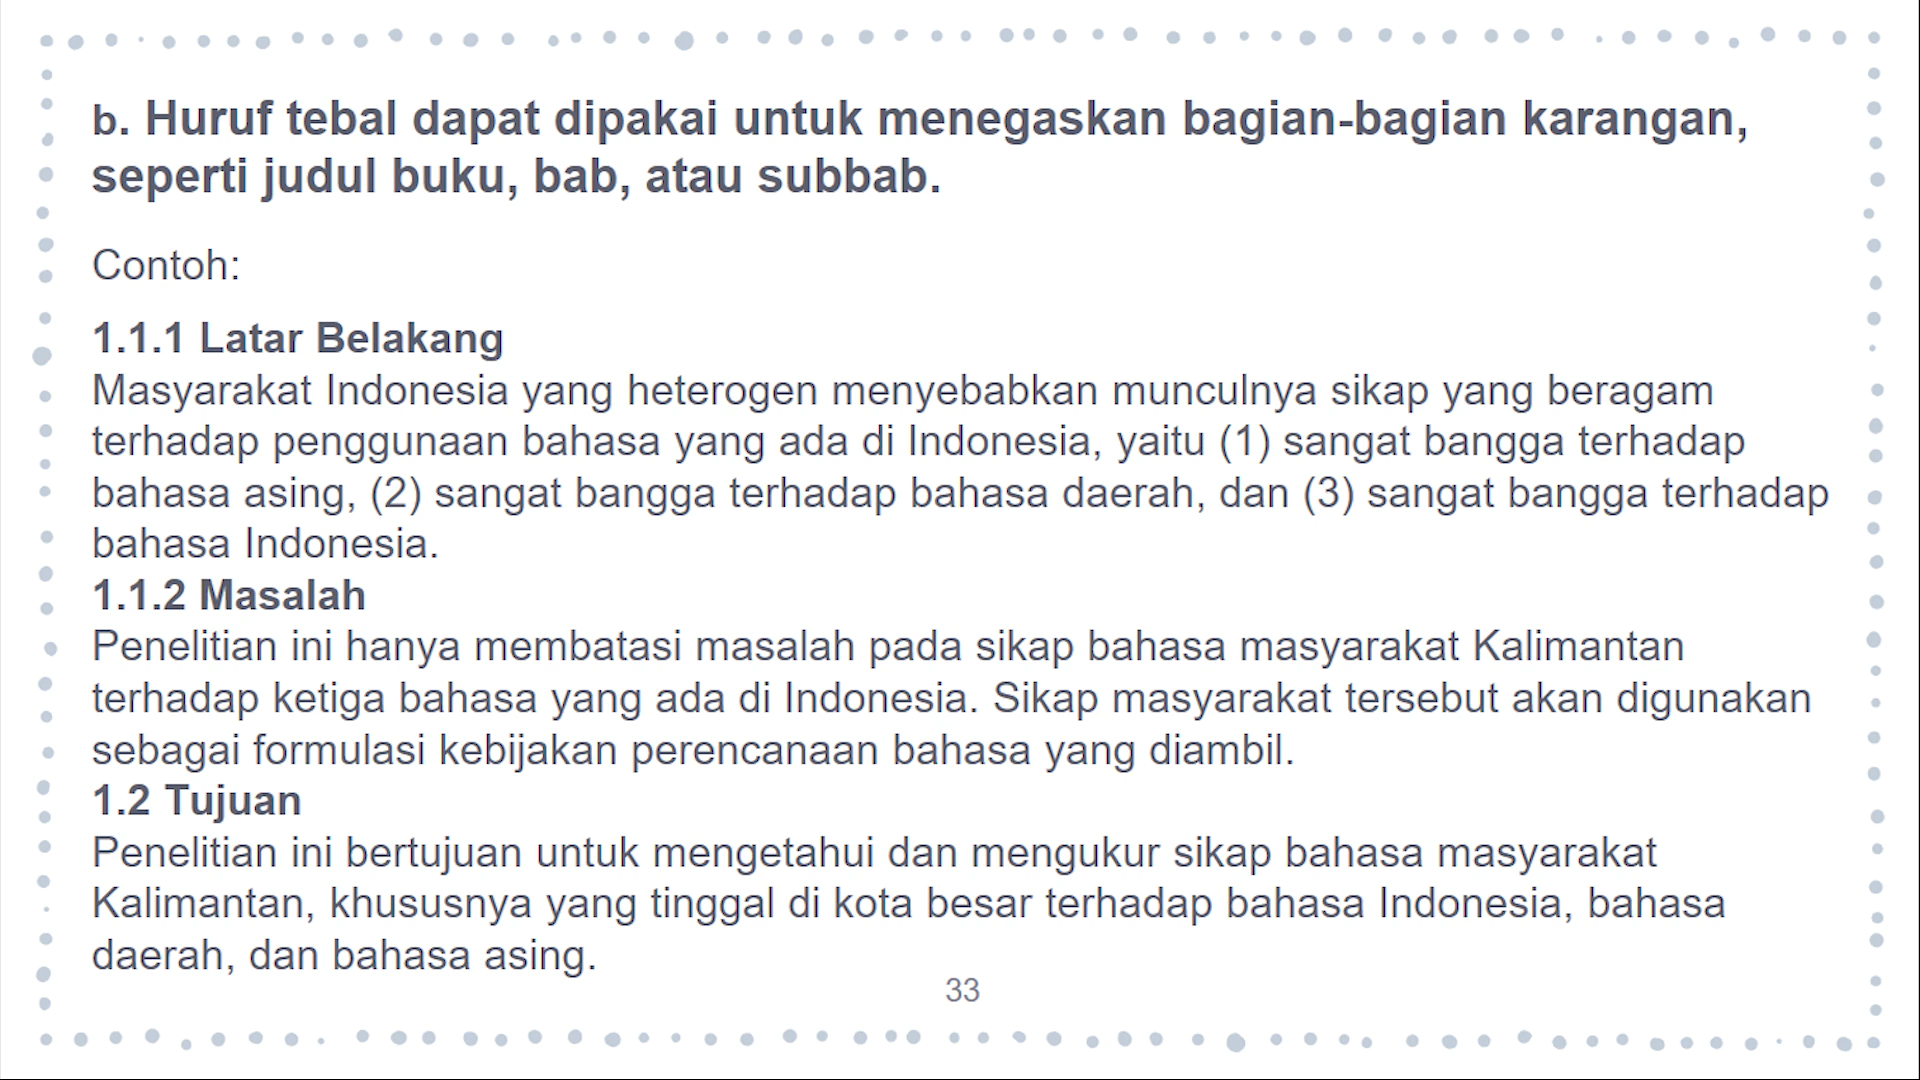 b. Huruf tebal dapat dipakai untuk menegaskan bagian-bagian karangan,
seperti judul buku, bab, atau subbab.
Contoh:
1.1.1 Latar Belakang
Masyarakat Indonesia yang heterogen menyebabkan munculnya sikap yang beragam
terhadap penggunaan bahasa yang ada di Indonesia, yaitu (1) sangat bangga terhadap
bahasa asing, (2) sangat bangga terhadap bahasa daerah, dan (3) sangat bangga terhadap
bahasa Indonesia.
1.1.2 Masalah
Penelitian ini hanya membatasi masalah pada sikap bahasa masyarakat Kalimantan
terhadap ketiga bahasa yang ada di Indonesia. Sikap masyarakat tersebut akan digunakan
sebagai formulasi kebijakan perencanaan bahasa yang diambil.
1.2 Tujuan
Penelitian ini bertujuan untuk mengetahui dan mengukur sikap bahasa masyarakat
Kalimantan, khususnya yang tinggal di kota besar terhadap bahasa Indonesia, bahasa
daerah, dan bahasa asing.
33